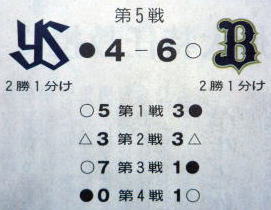 第5戦
YS ●4－6○ B
2勝1分け 2勝1分け
○5 第1戦 3●
△3 第2戦 3△
○7 第3戦 1●
●0 第4戦 1○